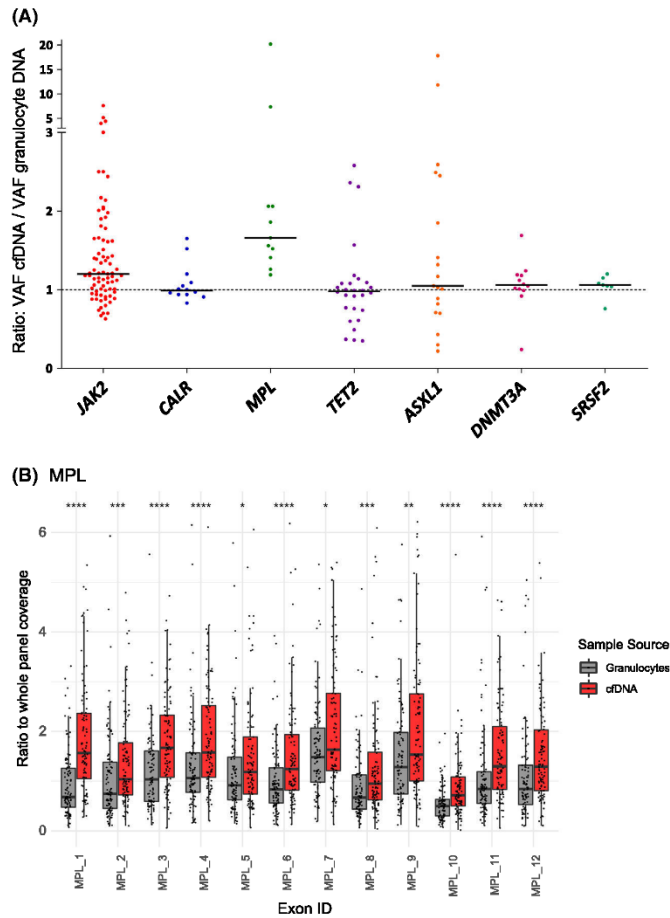 (A)
Ratio: VAF cfDNA / VAF granulocyte DNA
20
15
10
5
3
2
1
0
JAK2
CALR
MPL
TET2
ASXL1
DNMT3A
SRSF2
(B) MPL
**** *** **** **** * **** * *** ** **** **** ****
Ratio to whole panel coverage
6
4
2
0
MPL_1
MPL_2
MPL_3
MPL_4
MPL_5
MPL_6
MPL_7
MPL_8
MPL_9
MPL_10
MPL_11
MPL_12
Exon ID
Sample Source
Granulocytes
cfDNA